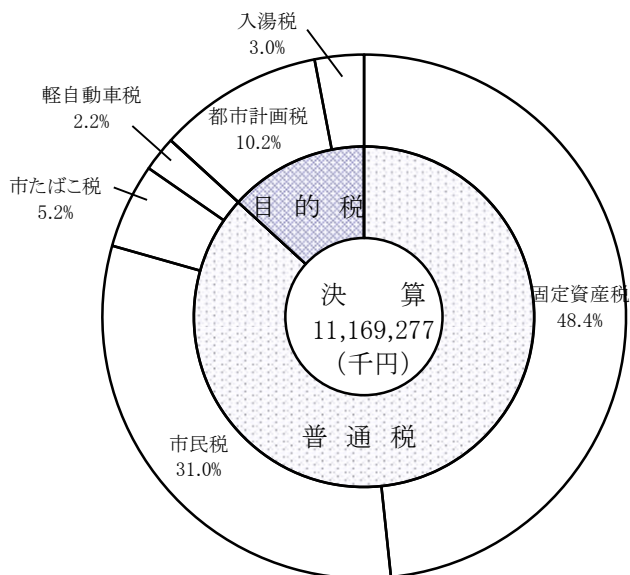 入湯税
3.0%
軽自動車税
2.2%
都市計画税
10.2%
市たばこ税
5.2%
目的税
決算
11,169,277
(千円)
固定資産税
48.4%
普通税
市民税
31.0%